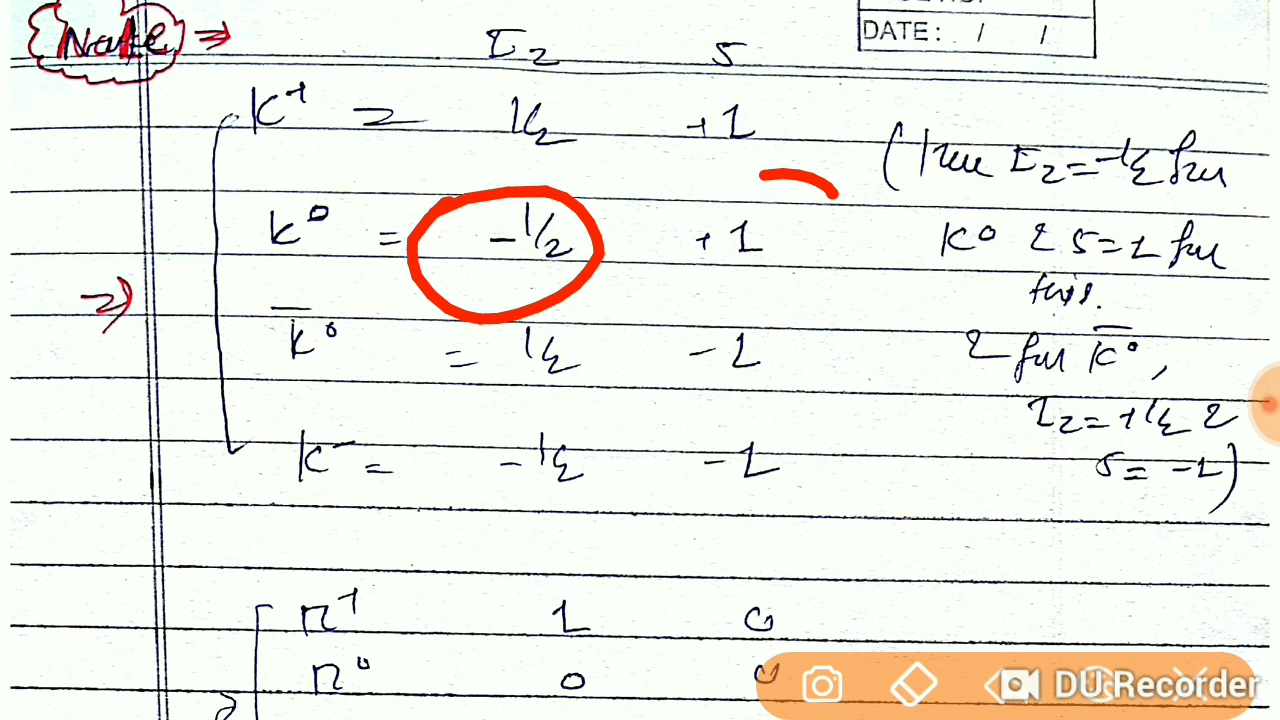 DATE: / /
Note ⇒ I2 S
K+ = 1/2 +1
K0 = -1/2 +1
K̅0 = 1/2 -1
K- = -1/2 -1
( I2 = -1/2 for
K0 & S = 1 for
this.
& for K̅0,
I2 = +1/2 &
S = -1)
π+ 1 0
π0 0 0
DU Recorder